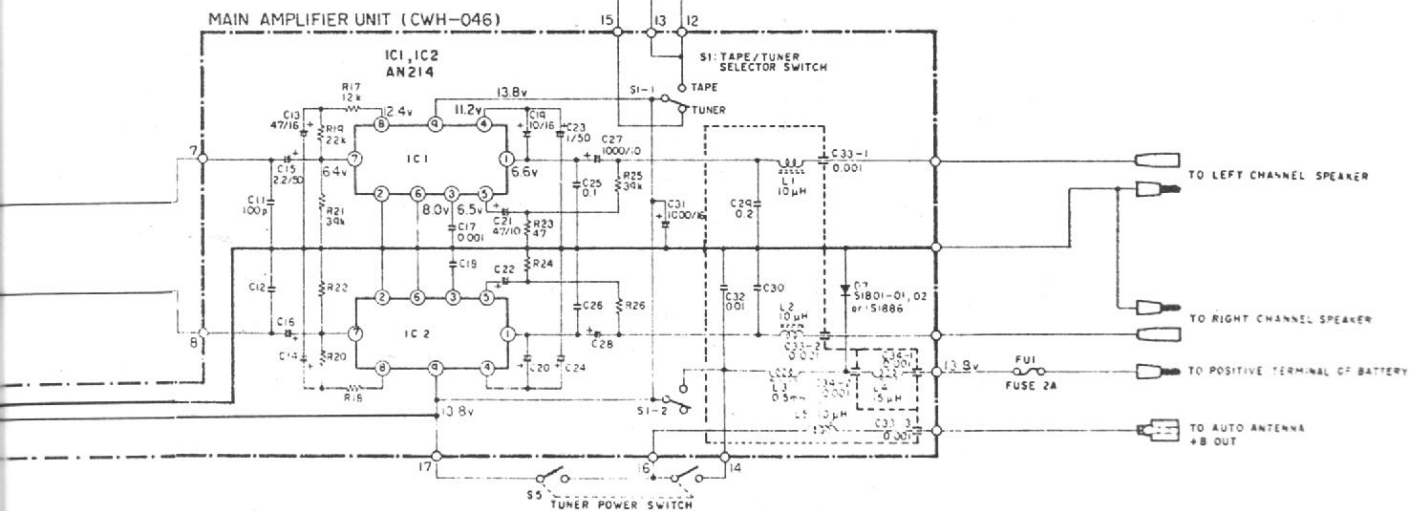 MAIN AMPLIFIER UNIT (CWH-046)
15
13
12
IC1, IC2
AN214
S1: TAPE/TUNER
SELECTOR SWITCH
TAPE
S1-1
TUNER
R17
12k
13.8v
C13
47/16
12.4v
11.2v
C19
10/16
C23
1/50
C27
1000/10
R19
22k
8
9
4
7
7
IC1
1
C15
2.2/50
6.4v
6.6v
C25
0.1
R25
39k
C33-1
0.001
L1
10μH
TO LEFT CHANNEL SPEAKER
2
6
3
5
C11
100p
R21
39k
8.0v
6.5v
C17
0.001
C21
47/10
R23
47
C31
1000/16
C29
0.2
C18
R24
C12
R22
C22
C26
R26
C32
0.01
C30
D7
S1B01-01, 02
or 1S1886
2
6
3
5
L2
10μH
TO RIGHT CHANNEL SPEAKER
8
C16
7
IC2
1
C28
C33-2
0.001
C14
R20
8
9
4
C20
C24
C34-1
0.001
13.8v
FU1
FUSE 2A
TO POSITIVE TERMINAL OF BATTERY
R18
L3
0.5mH
C34-2
0.001
L4
15μH
13.8v
S1-2
L5
10μH
C33-3
0.001
TO AUTO ANTENNA
+B OUT
17
16
14
S5
TUNER POWER SWITCH